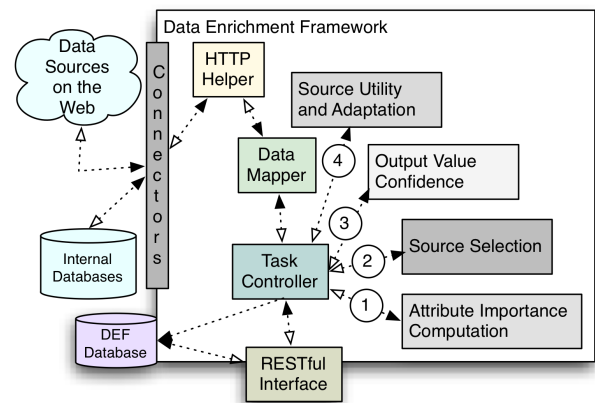 Data Enrichment Framework
Data
Sources
on the
Web
Connectors
HTTP
Helper
Source Utility
and Adaptation
4
Data
Mapper
Output Value
Confidence
3
Internal
Databases
Task
Controller
2
Source Selection
1
Attribute Importance
Computation
DEF
Database
RESTful
Interface